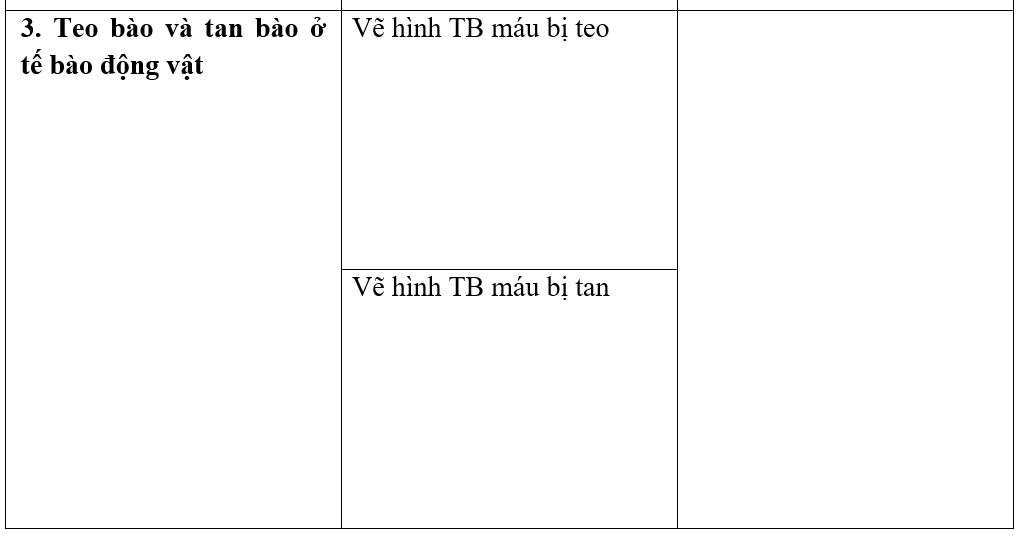 3. Teo bào và tan bào ở
tế bào động vật
Vẽ hình TB máu bị teo
Vẽ hình TB máu bị tan